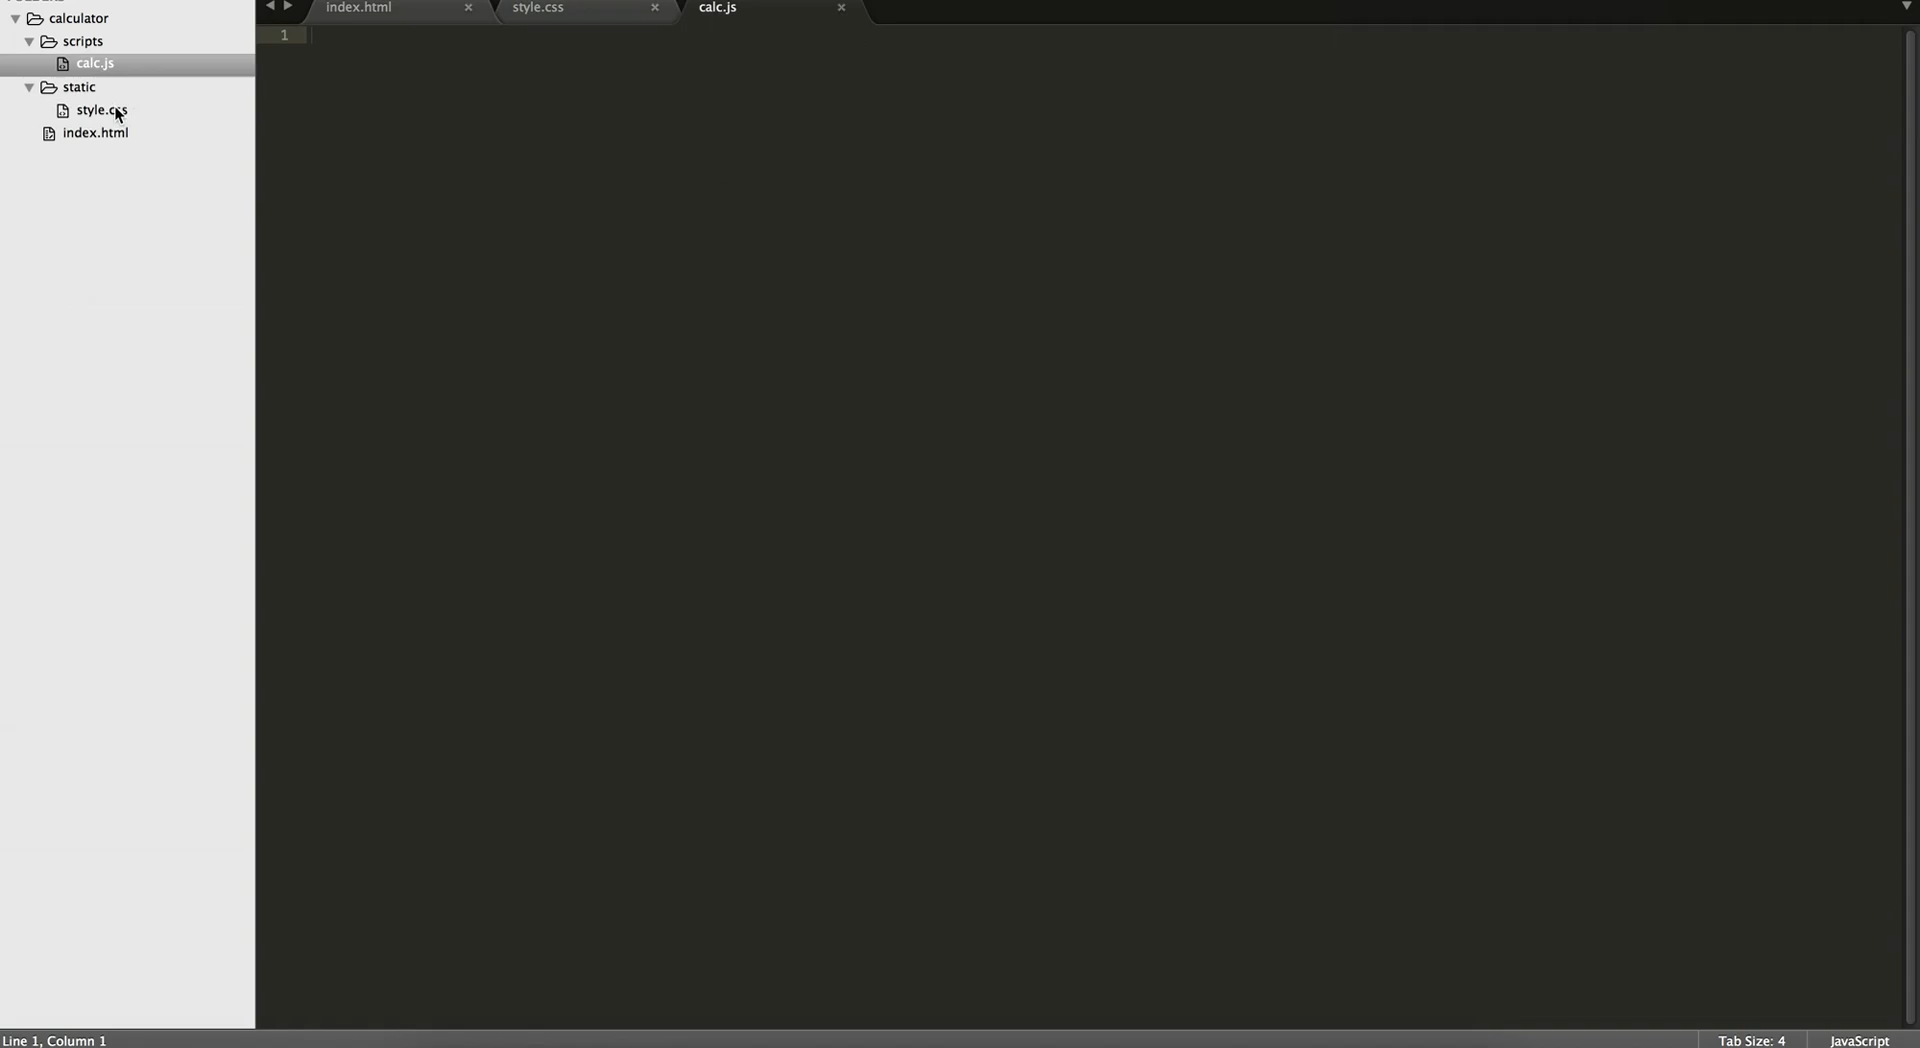 calculator
scripts
calc.js
static
style.css
index.html
index.html
style.css
calc.js
1
Line 1, Column 1
Tab Size: 4
JavaScript